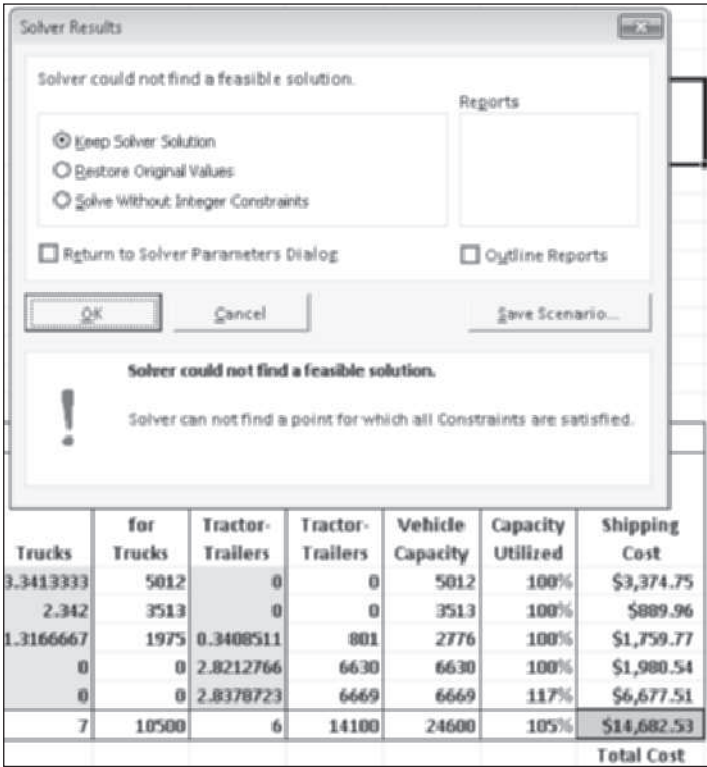 Solver Results
Solver could not find a feasible solution.
Reports
Keep Solver Solution
Restore Original Values
Solve Without Integer Constraints
Return to Solver Parameters Dialog
Outline Reports
OK
Cancel
Save Scenario...
Solver could not find a feasible solution.
Solver can not find a point for which all Constraints are satisfied.
for Tractor- Tractor- Vehicle Capacity Shipping
Trucks Trucks Trailers Trailers Capacity Utilized Cost
3.3413333 5012 0 0 5012 100% $3,374.75
2.342 3513 0 0 3513 100% $889.96
1.3166667 1975 0.3408511 801 2776 100% $1,759.77
0 0 2.8212766 6630 6630 100% $1,980.54
0 0 2.8378723 6669 6669 117% $6,677.51
7 10500 6 14100 24600 105% $14,682.53
Total Cost